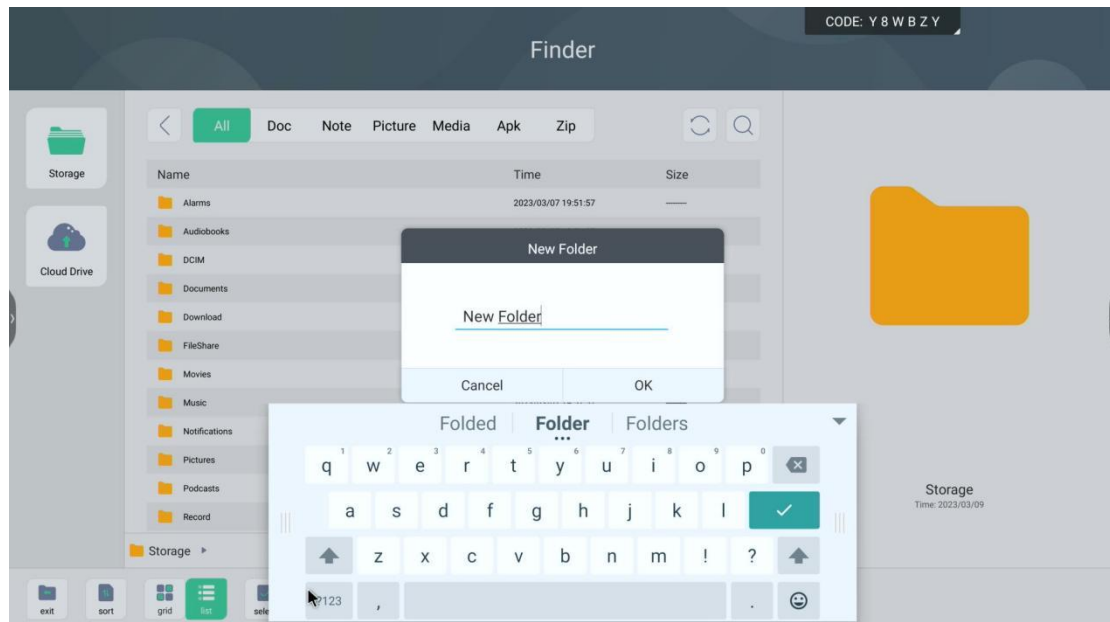 CODE: Y 8 W B Z Y
Finder
All Doc Note Picture Media Apk Zip
Storage
Cloud Drive
Name Time Size
Alarms 2023/03/07 19:51:57
Audiobooks
DCIM
Documents
Download
FileShare
Movies
Music
Notifications
Pictures
Podcasts
Record
New Folder
New Folder
Cancel OK
Storage
Time: 2023/03/09
Storage
Folded Folder Folders
1 2 3 4 5 6 7 8 9 0
q w e r t y u i o p
a s d f g h j k l
z x c v b n m ! ?
?123 , .
exit sort grid list sele